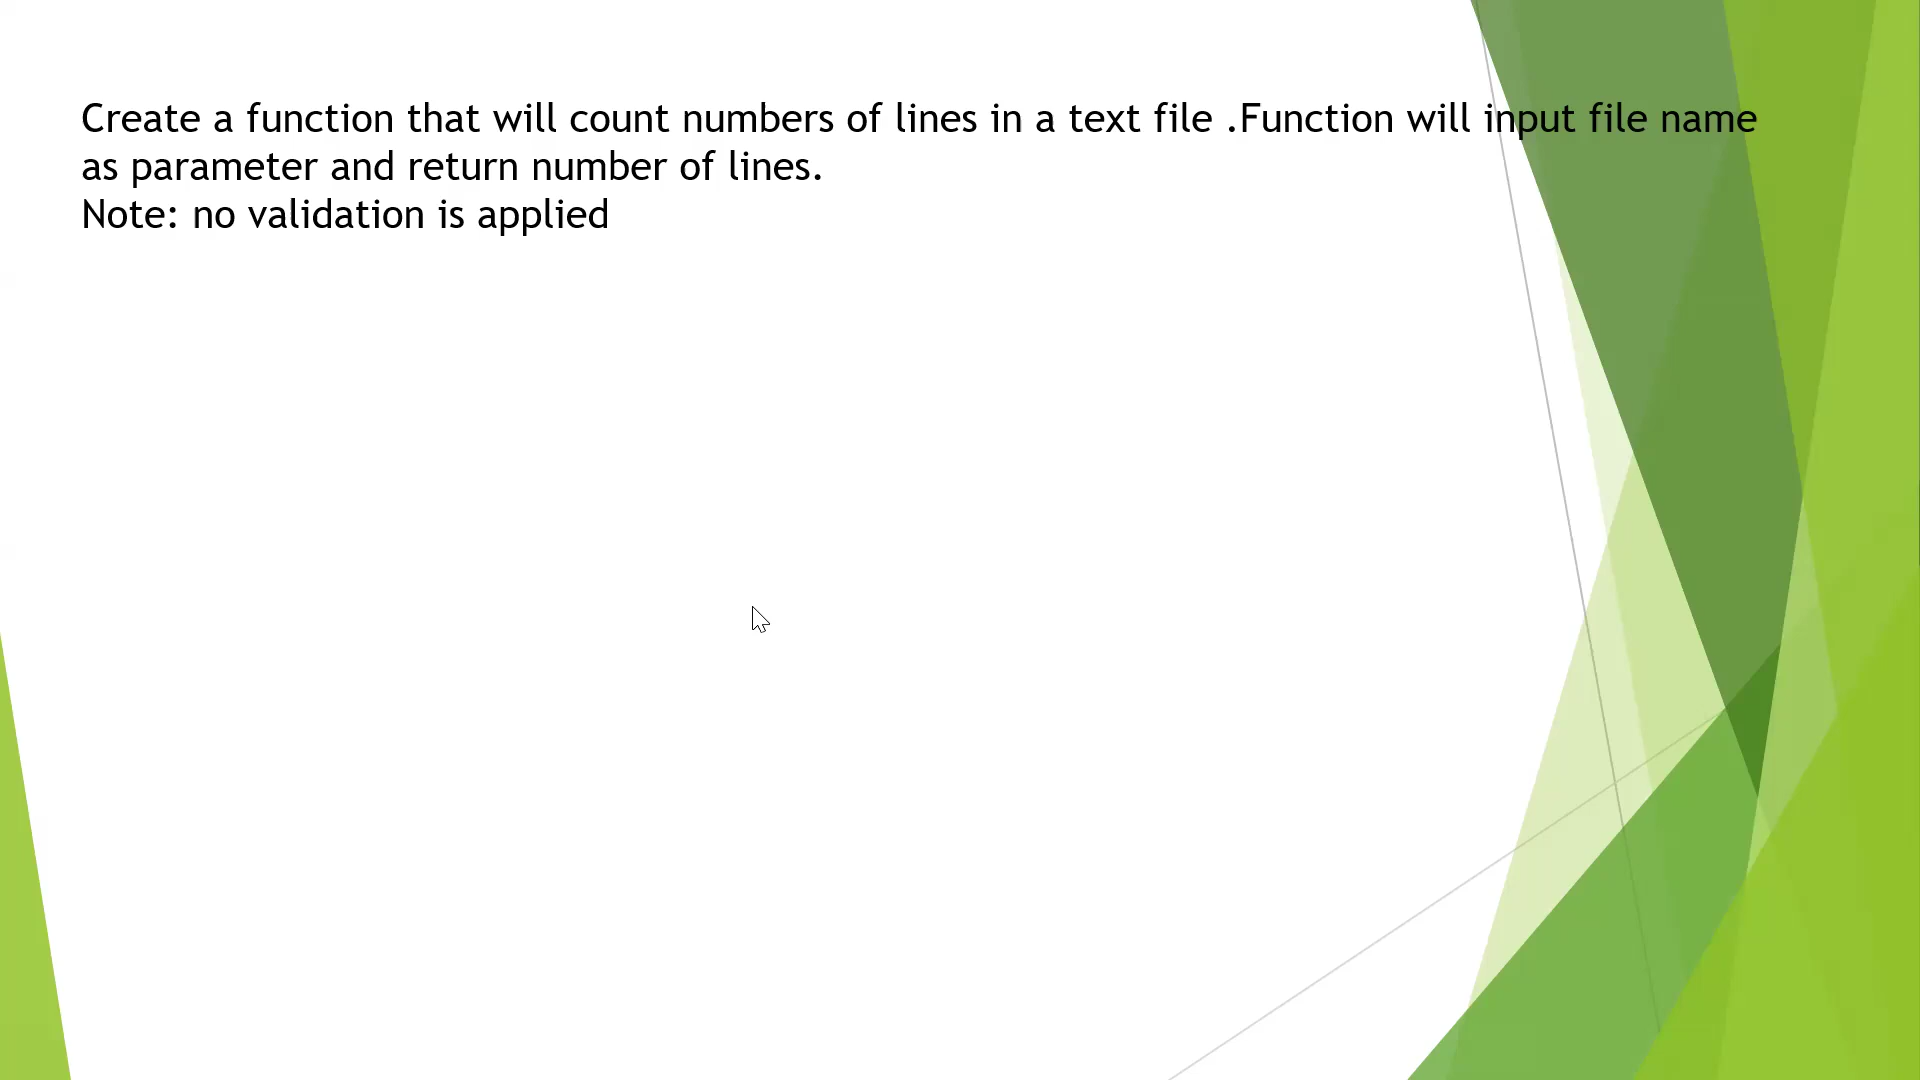 Create a function that will count numbers of lines in a text file .Function will input file name
as parameter and return number of lines.
Note: no validation is applied